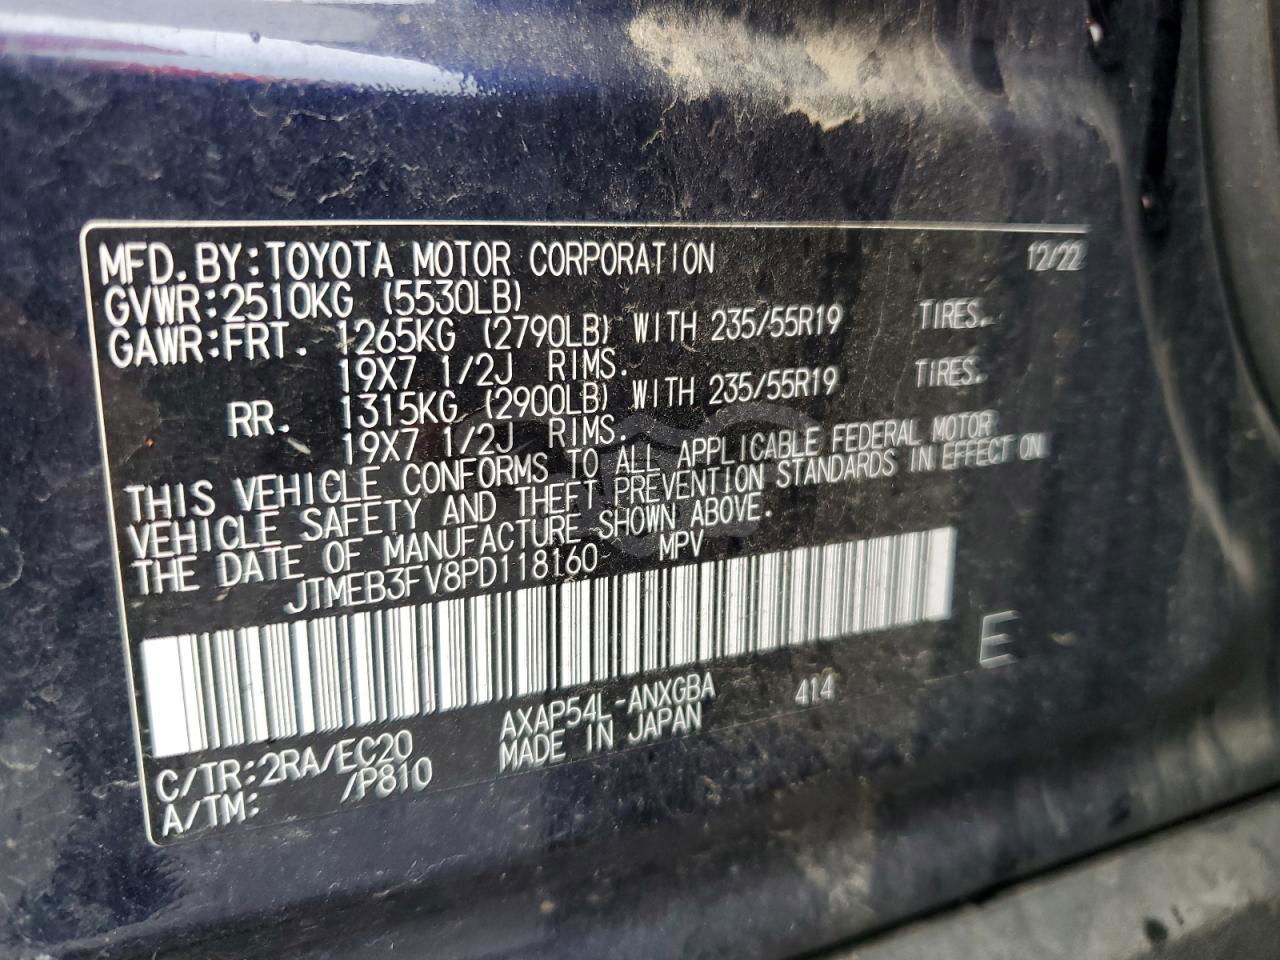 MFD.BY:TOYOTA MOTOR CORPORATION 12/22
GVWR:2510KG (5530LB)
GAWR:FRT. 1265KG (2790LB) WITH 235/55R19 TIRES.
19X7 1/2J RIMS.
RR. 1315KG (2900LB) WITH 235/55R19 TIRES.
19X7 1/2J RIMS.
THIS VEHICLE CONFORMS TO ALL APPLICABLE FEDERAL MOTOR
VEHICLE SAFETY AND THEFT PREVENTION STANDARDS IN EFFECT ON
THE DATE OF MANUFACTURE SHOWN ABOVE.
JTMEB3FV8PD118160 MPV
E
C/TR:2RA/EC20 AXAP54L-ANXGBA 414
A/TM: /P810 MADE IN JAPAN